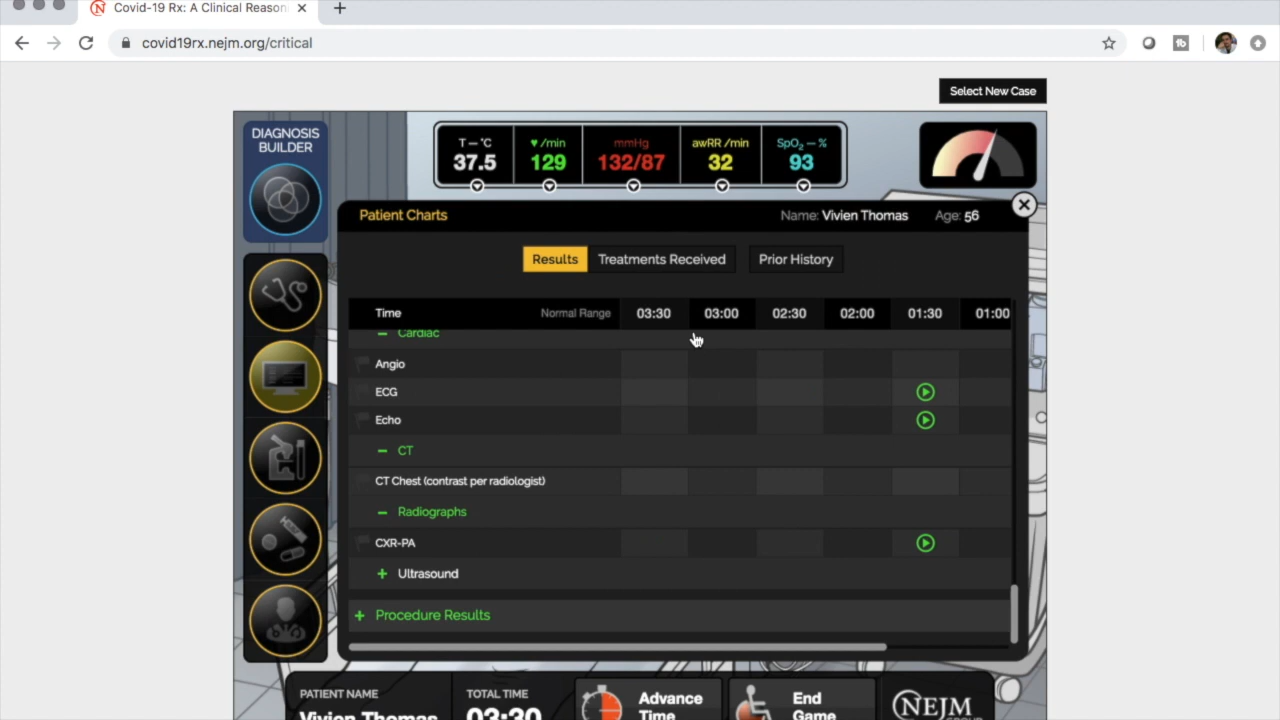 Covid-19 Rx: A Clinical Reason
covid19rx.nejm.org/critical
Select New Case
DIAGNOSIS
BUILDER
T – °C
37.5
♥ /min
129
mmHg
132/87
awRR /min
32
SpO₂ – %
93
Patient Charts
Name: Vivien Thomas Age: 56
Results
Treatments Received
Prior History
Time Normal Range 03:30 03:00 02:30 02:00 01:30 01:00
– Cardiac
Angio
ECG
Echo
– CT
CT Chest (contrast per radiologist)
– Radiographs
CXR-PA
+ Ultrasound
+ Procedure Results
PATIENT NAME
Vivien Thomas
TOTAL TIME
03:30
Advance
Time
End
Game
NEJM
GROUP